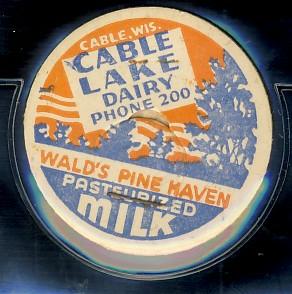 CABLE, WIS.
CABLE
LAKE
DAIRY
PHONE 200
WALD'S PINE HAVEN
PASTEURIZED
MILK